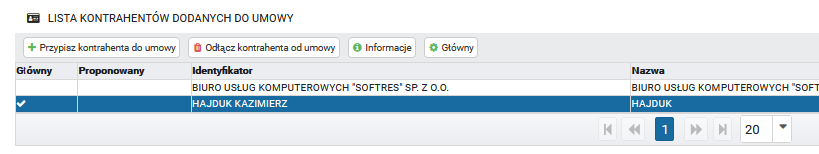 LISTA KONTRAHENTÓW DODANYCH DO UMOWY
Przypisz kontrahenta do umowy Odłącz kontrahenta od umowy Informacje Główny
Główny Proponowany Identyfikator Nazwa
BIURO USŁUG KOMPUTEROWYCH "SOFTRES" SP. Z O.O. BIURO USŁUG KOMPUTEROWYCH "SOFTRES"
HAJDUK KAZIMIERZ HAJDUK
1 20